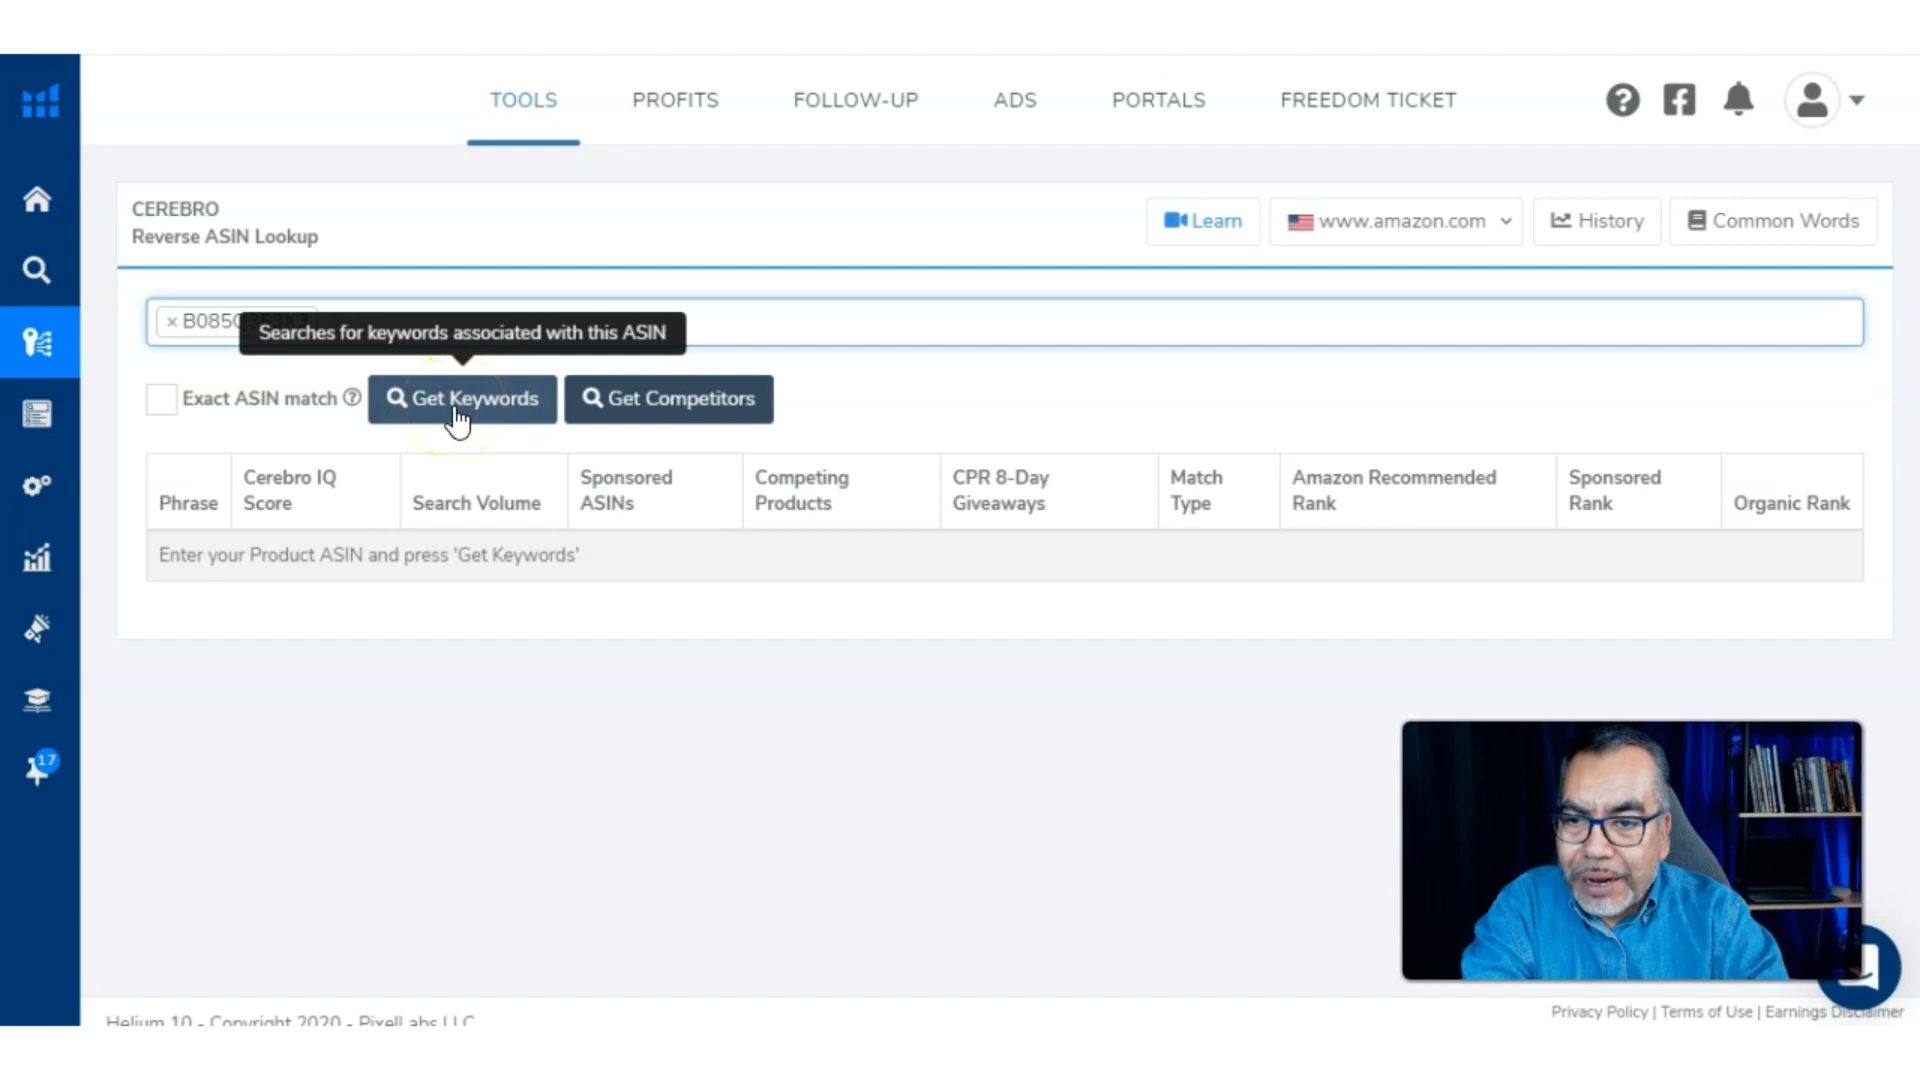 TOOLS PROFITS FOLLOW-UP ADS PORTALS FREEDOM TICKET
CEREBRO
Reverse ASIN Lookup
Learn www.amazon.com History Common Words
× B085Q353X3
Searches for keywords associated with this ASIN
Exact ASIN match Get Keywords Get Competitors
Phrase Cerebro IQ Score Search Volume Sponsored ASINs Competing Products CPR 8-Day Giveaways Match Type Amazon Recommended Rank Sponsored Rank Organic Rank
Enter your Product ASIN and press 'Get Keywords'
17
Privacy Policy | Terms of Use | Earnings Disclaimer
Helium 10 - Copyright 2020 - Pixell abs LLC